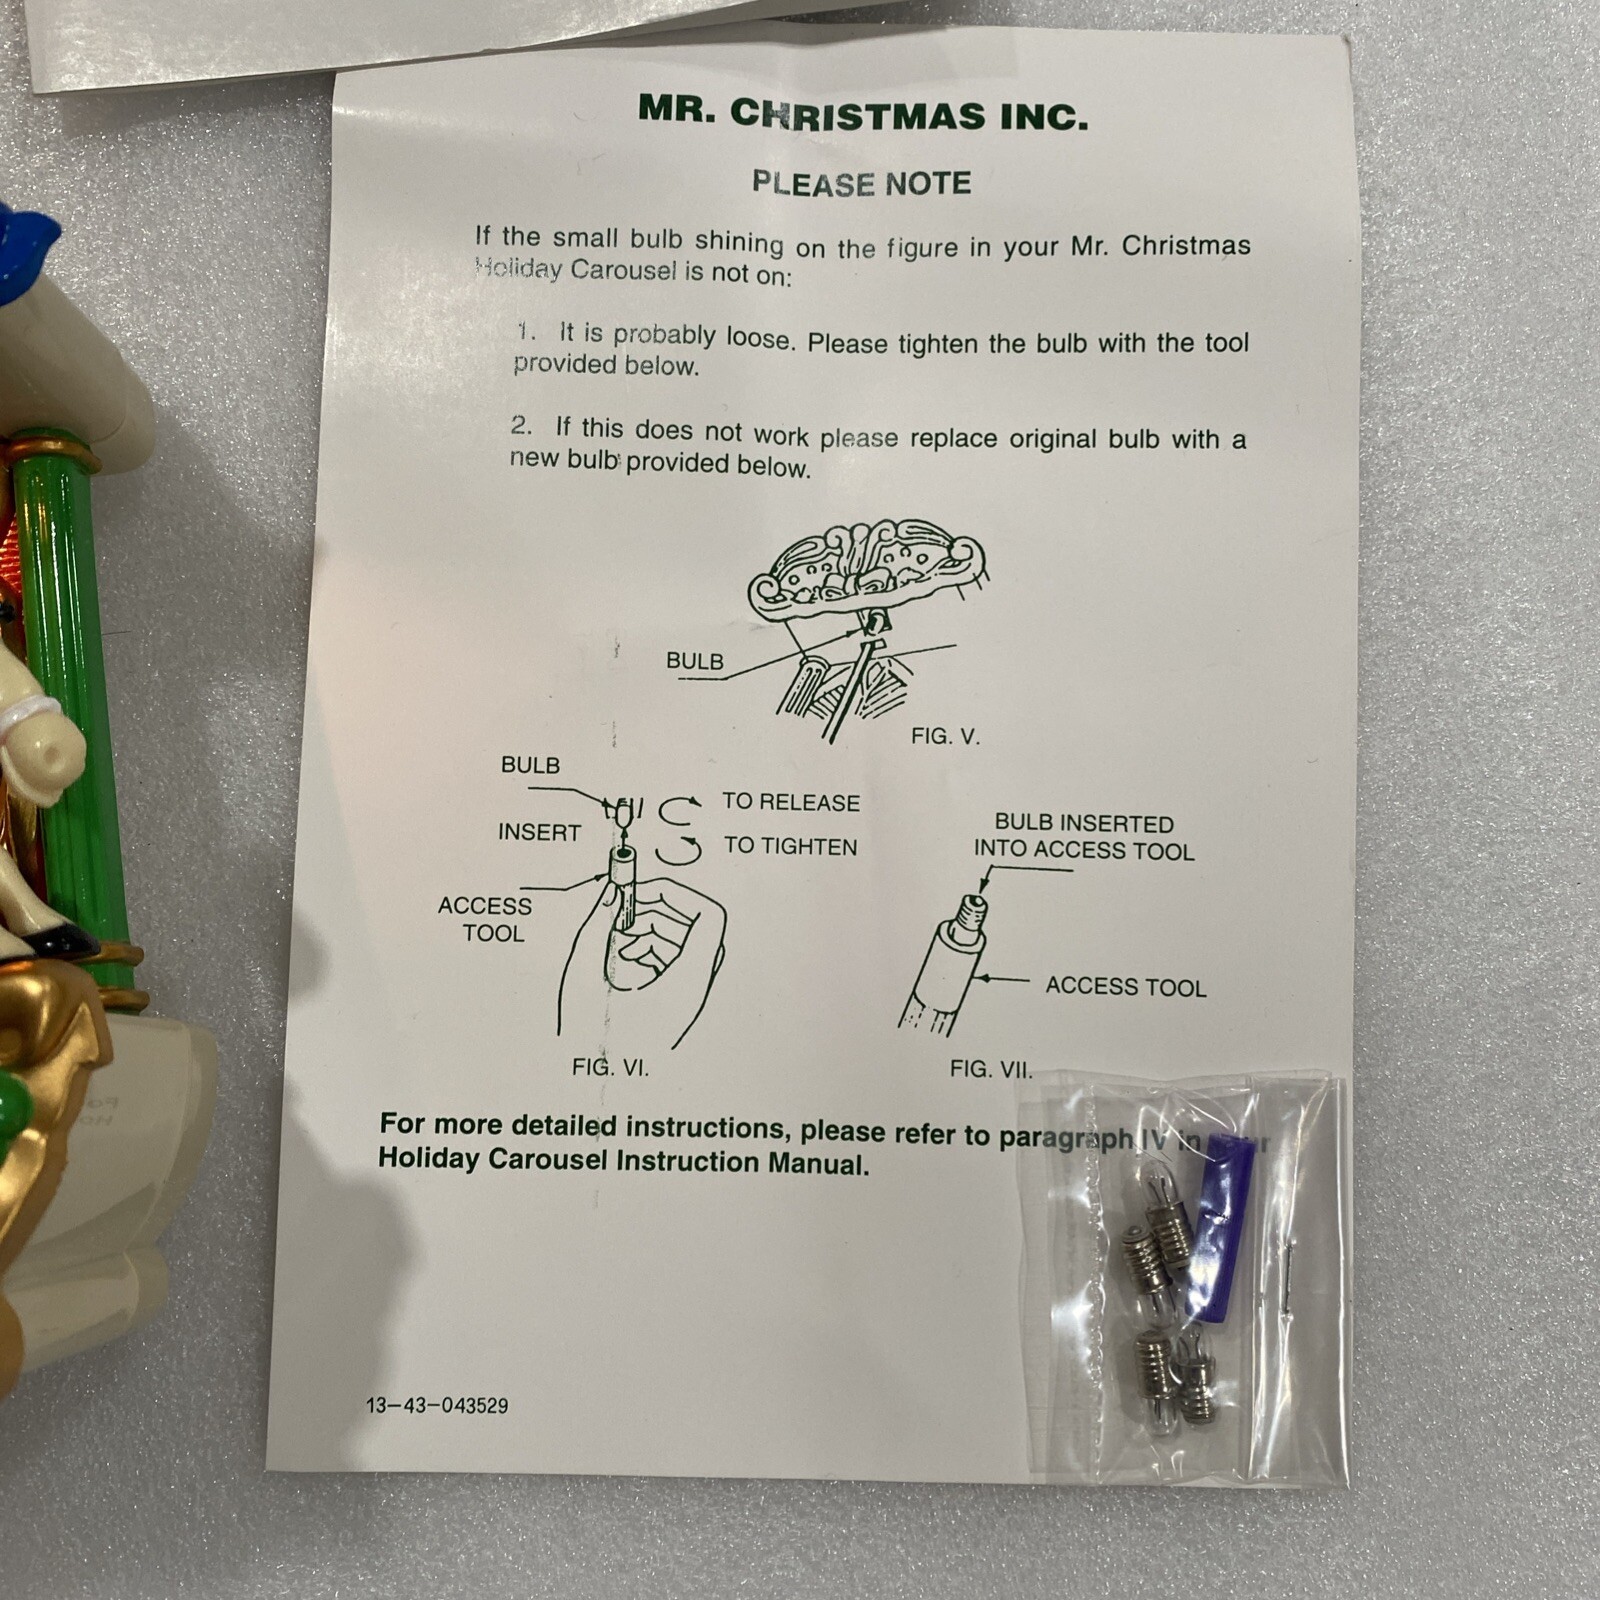 MR. CHRISTMAS INC.
PLEASE NOTE
If the small bulb shining on the figure in your Mr. Christmas
Holiday Carousel is not on:
1. It is probably loose. Please tighten the bulb with the tool
provided below.
2. If this does not work please replace original bulb with a
new bulb provided below.
BULB
FIG. V.
BULB
INSERT
TO RELEASE
TO TIGHTEN
ACCESS
TOOL
FIG. VI.
BULB INSERTED
INTO ACCESS TOOL
ACCESS TOOL
FIG. VII.
For more detailed instructions, please refer to paragraph IV in
Holiday Carousel Instruction Manual.
13-43-043529